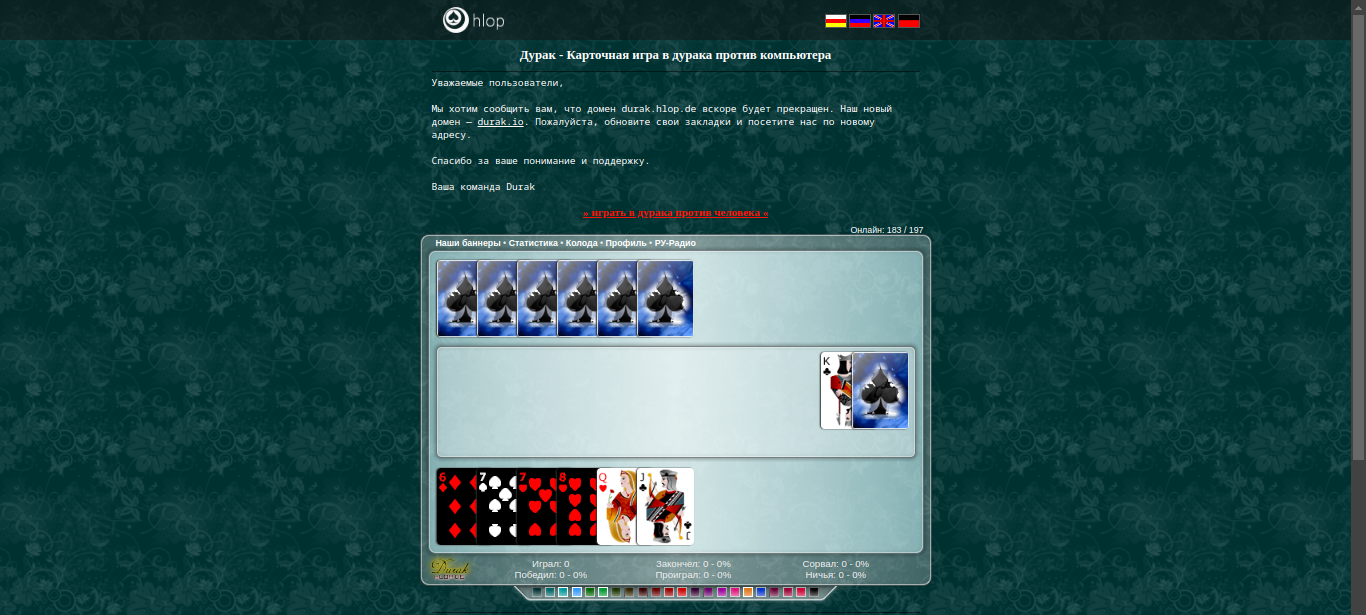 hlop
Дурак - Карточная игра в дурака против компьютера
Уважаемые пользователи,
Мы хотим сообщить вам, что домен durak.hlop.de вскоре будет прекращен. Наш новый
домен — durak.io. Пожалуйста, обновите свои закладки и посетите нас по новому
адресу.
Спасибо за ваше понимание и поддержку.
Ваша команда Durak
» играть в дурака против человека «
Онлайн: 183 / 197
Наши баннеры • Статистика • Колода • Профиль • РУ-Радио
K
6 7 7 8 Q J
J
Durak
Играл: 0 Закончел: 0 - 0% Сорвал: 0 - 0%
Победил: 0 - 0% Проиграл: 0 - 0% Ничья: 0 - 0%